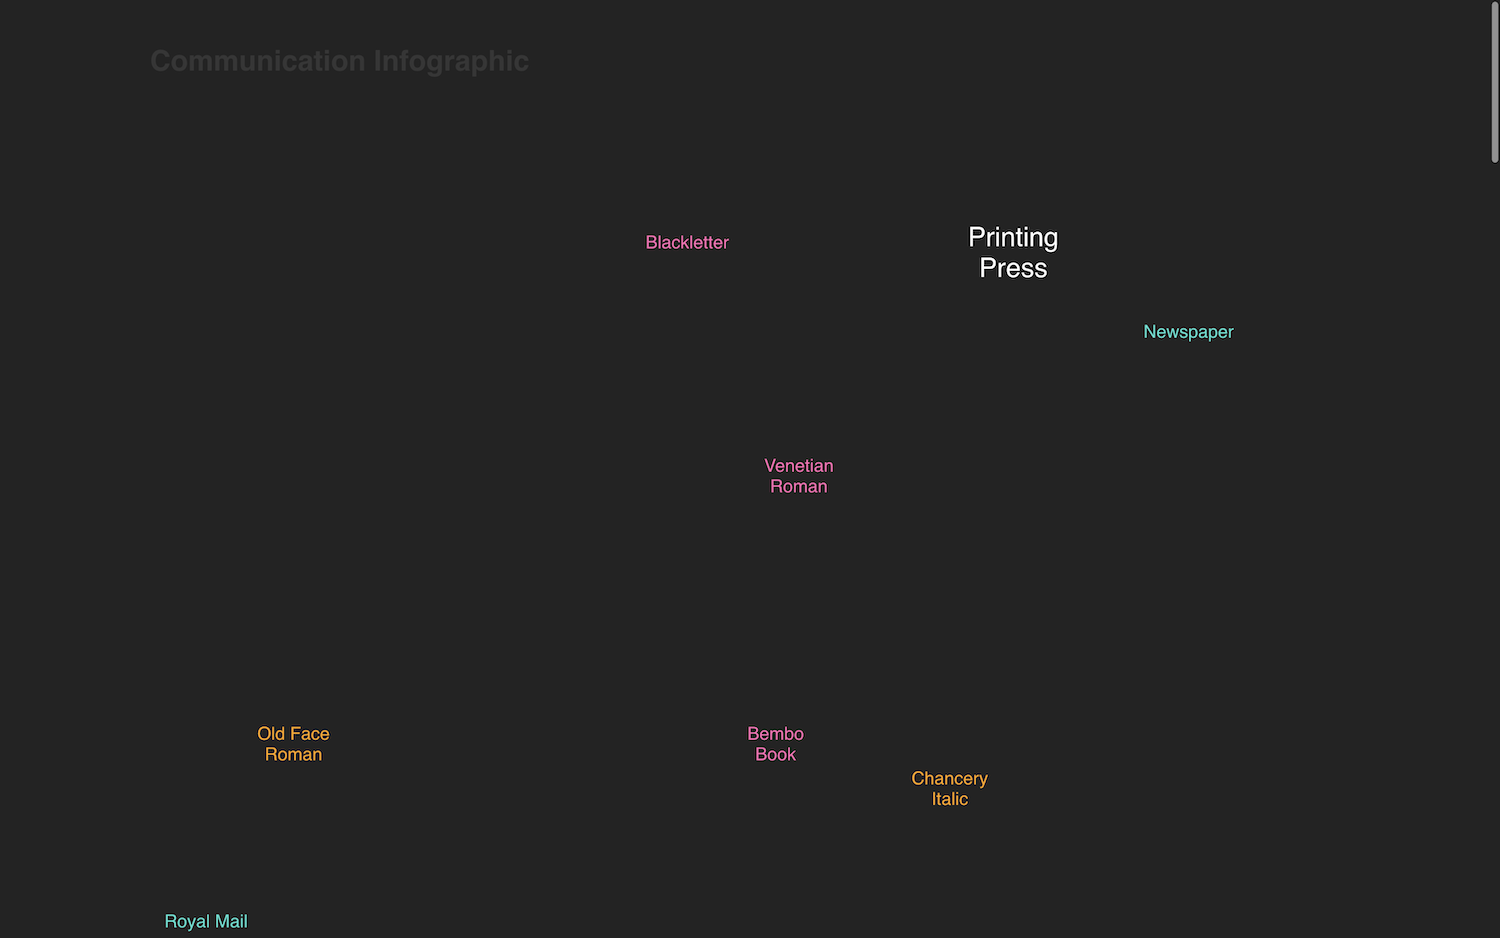 Communication Infographic
Blackletter
Printing
Press
Newspaper
Venetian
Roman
Old Face
Roman
Bembo
Book
Chancery
Italic
Royal Mail